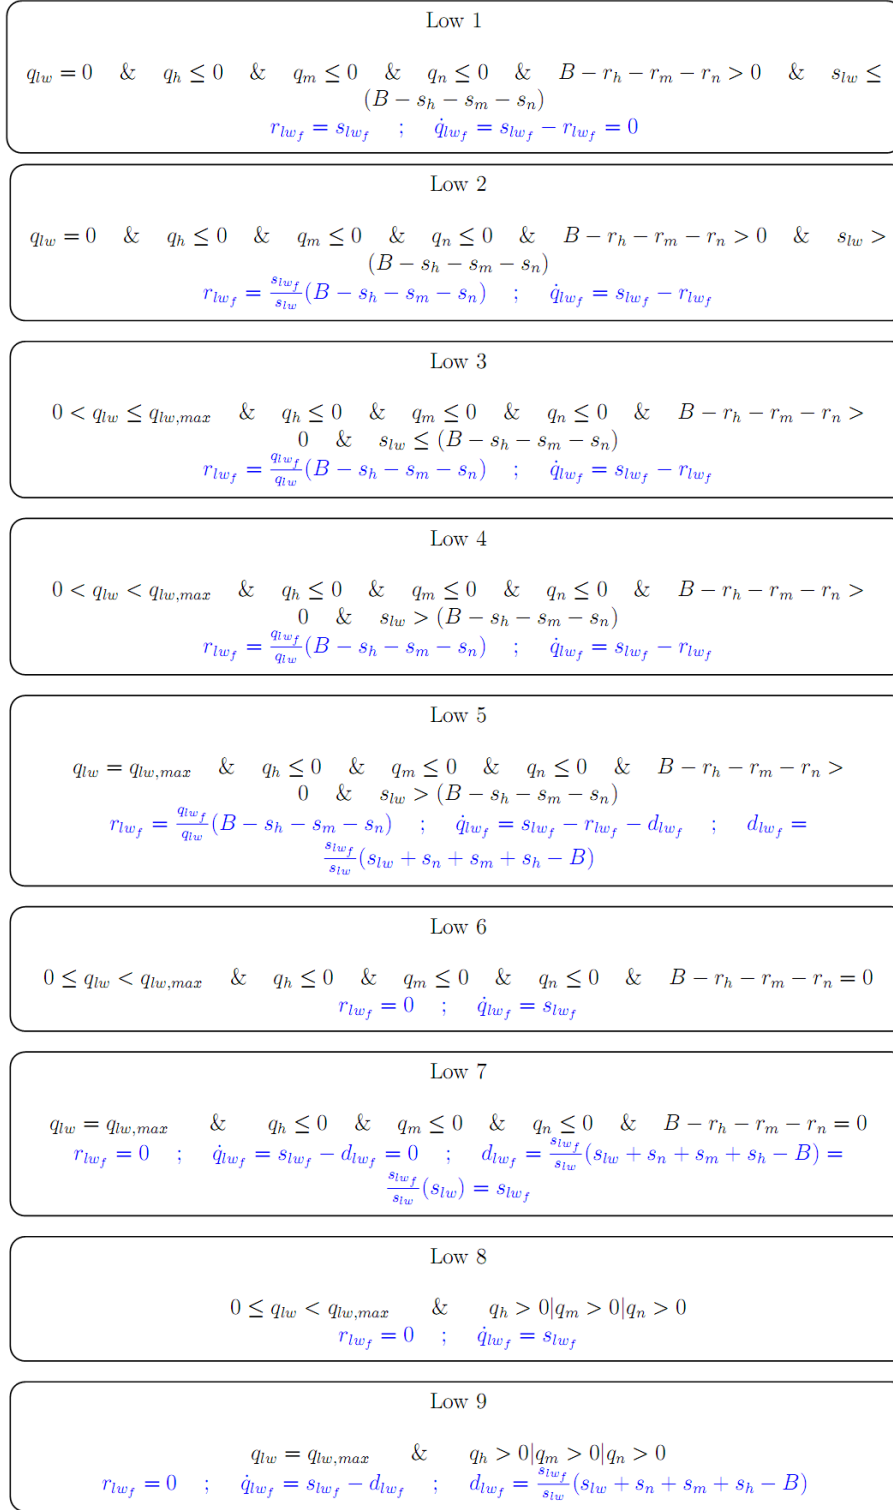 Low 1
q_{lw} = 0 & q_h ≤ 0 & q_m ≤ 0 & q_n ≤ 0 & B − r_h − r_m − r_n > 0 & s_{lw} ≤
(B − s_h − s_m − s_n)
r_{lw_f} = s_{lw_f} ; q̇_{lw_f} = s_{lw_f} − r_{lw_f} = 0
Low 2
q_{lw} = 0 & q_h ≤ 0 & q_m ≤ 0 & q_n ≤ 0 & B − r_h − r_m − r_n > 0 & s_{lw} >
(B − s_h − s_m − s_n)
r_{lw_f} = \frac{s_{lw_f}}{s_{lw}}(B − s_h − s_m − s_n) ; q̇_{lw_f} = s_{lw_f} − r_{lw_f}
Low 3
0 < q_{lw} ≤ q_{lw,max} & q_h ≤ 0 & q_m ≤ 0 & q_n ≤ 0 & B − r_h − r_m − r_n >
0 & s_{lw} ≤ (B − s_h − s_m − s_n)
r_{lw_f} = \frac{q_{lw_f}}{q_{lw}}(B − s_h − s_m − s_n) ; q̇_{lw_f} = s_{lw_f} − r_{lw_f}
Low 4
0 < q_{lw} < q_{lw,max} & q_h ≤ 0 & q_m ≤ 0 & q_n ≤ 0 & B − r_h − r_m − r_n >
0 & s_{lw} > (B − s_h − s_m − s_n)
r_{lw_f} = \frac{q_{lw_f}}{q_{lw}}(B − s_h − s_m − s_n) ; q̇_{lw_f} = s_{lw_f} − r_{lw_f}
Low 5
q_{lw} = q_{lw,max} & q_h ≤ 0 & q_m ≤ 0 & q_n ≤ 0 & B − r_h − r_m − r_n >
0 & s_{lw} > (B − s_h − s_m − s_n)
r_{lw_f} = \frac{q_{lw_f}}{q_{lw}}(B − s_h − s_m − s_n) ; q̇_{lw_f} = s_{lw_f} − r_{lw_f} − d_{lw_f} ; d_{lw_f} =
\frac{s_{lw_f}}{s_{lw}}(s_{lw} + s_n + s_m + s_h − B)
Low 6
0 ≤ q_{lw} < q_{lw,max} & q_h ≤ 0 & q_m ≤ 0 & q_n ≤ 0 & B − r_h − r_m − r_n = 0
r_{lw_f} = 0 ; q̇_{lw_f} = s_{lw_f}
Low 7
q_{lw} = q_{lw,max} & q_h ≤ 0 & q_m ≤ 0 & q_n ≤ 0 & B − r_h − r_m − r_n = 0
r_{lw_f} = 0 ; q̇_{lw_f} = s_{lw_f} − d_{lw_f} = 0 ; d_{lw_f} = \frac{s_{lw_f}}{s_{lw}}(s_{lw} + s_n + s_m + s_h − B) =
\frac{s_{lw_f}}{s_{lw}}(s_{lw}) = s_{lw_f}
Low 8
0 ≤ q_{lw} < q_{lw,max} & q_h > 0|q_m > 0|q_n > 0
r_{lw_f} = 0 ; q̇_{lw_f} = s_{lw_f}
Low 9
q_{lw} = q_{lw,max} & q_h > 0|q_m > 0|q_n > 0
r_{lw_f} = 0 ; q̇_{lw_f} = s_{lw_f} − d_{lw_f} ; d_{lw_f} = \frac{s_{lw_f}}{s_{lw}}(s_{lw} + s_n + s_m + s_h − B)